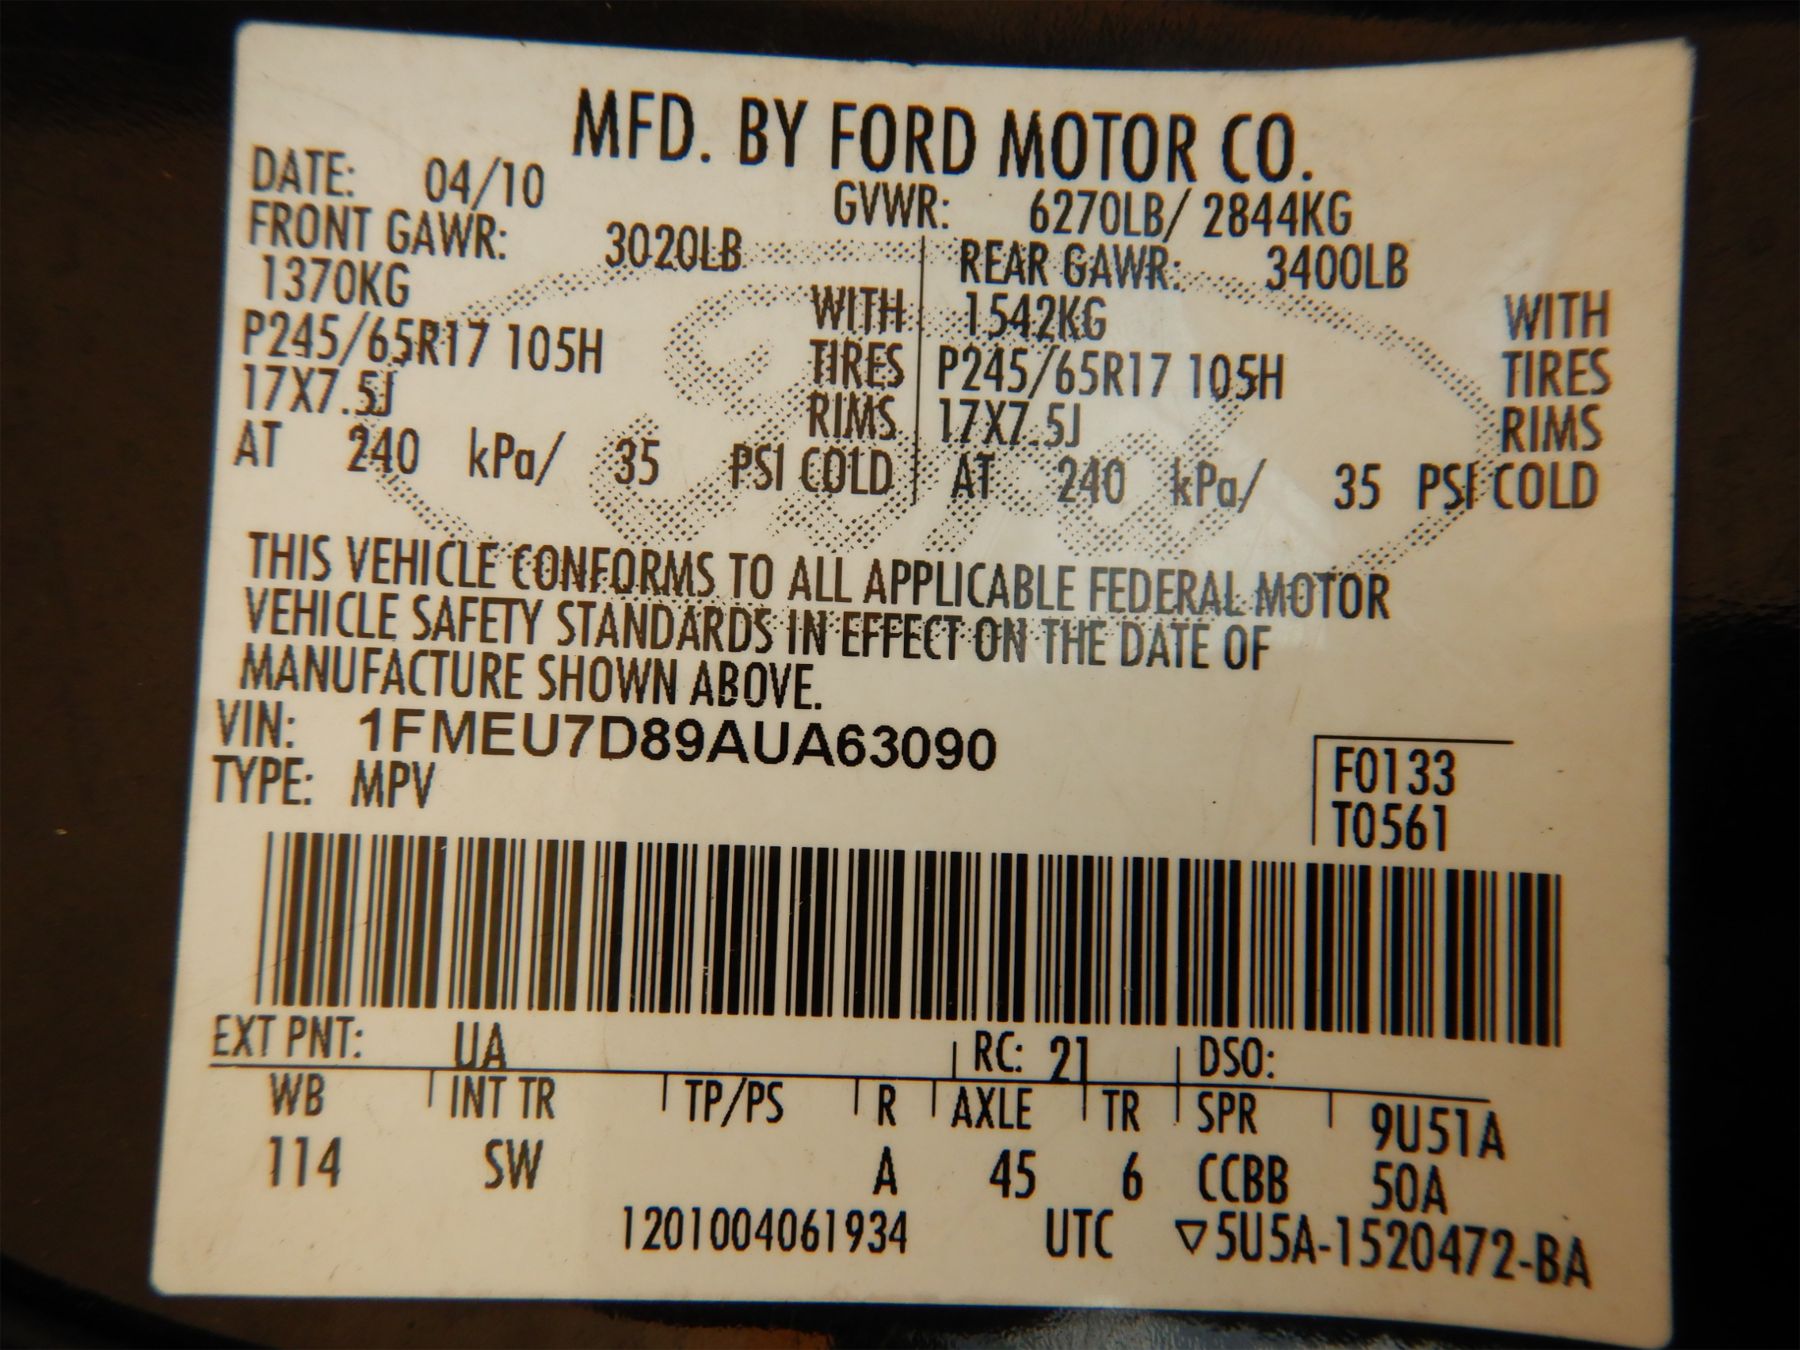 MFD. BY FORD MOTOR CO.
DATE: 04/10 GVWR: 6270LB/ 2844KG
FRONT GAWR: 3020LB REAR GAWR: 3400LB
1370KG WITH 1542KG WITH
P245/65R17 105H TIRES P245/65R17 105H TIRES
17X7.5J RIMS 17X7.5J RIMS
AT 240 kPa/ 35 PSI COLD AT 240 kPa/ 35 PSI COLD
Ford
THIS VEHICLE CONFORMS TO ALL APPLICABLE FEDERAL MOTOR
VEHICLE SAFETY STANDARDS IN EFFECT ON THE DATE OF
MANUFACTURE SHOWN ABOVE.
VIN: 1FMEU7D89AUA63090
TYPE: MPV
F0133
T0561
EXT PNT: UA RC: 21 DSO:
WB INT TR TP/PS R AXLE TR SPR 9U51A
114 SW A 45 6 CCBB 50A
1201004061934 UTC ▽5U5A-1520472-BA